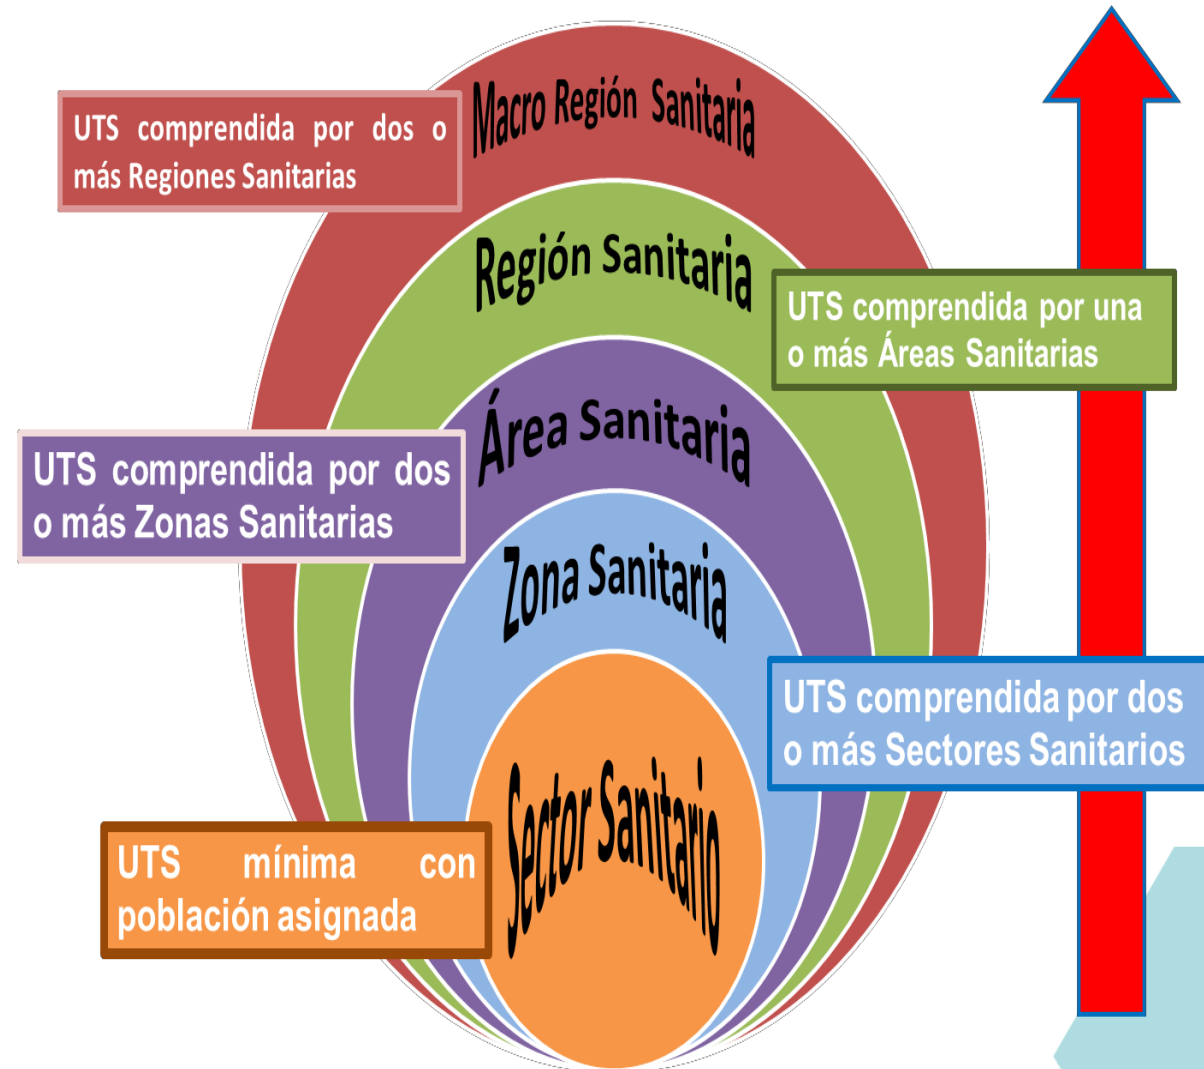 Macro Región Sanitaria
UTS comprendida por dos o
más Regiones Sanitarias
Región Sanitaria
UTS comprendida por una
o más Áreas Sanitarias
Área Sanitaria
UTS comprendida por dos
o más Zonas Sanitarias
Zona Sanitaria
UTS comprendida por dos
o más Sectores Sanitarios
Sector Sanitario
UTS mínima con
población asignada